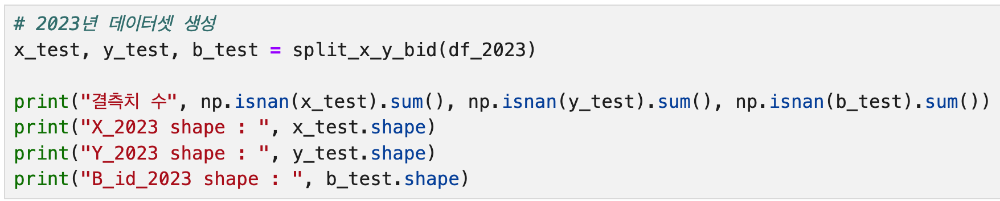 # 2023년 데이터셋 생성
x_test, y_test, b_test = split_x_y_bid(df_2023)
print("결측치 수", np.isnan(x_test).sum(), np.isnan(y_test).sum(), np.isnan(b_test).sum())
print("X_2023 shape : ", x_test.shape)
print("Y_2023 shape : ", y_test.shape)
print("B_id_2023 shape : ", b_test.shape)